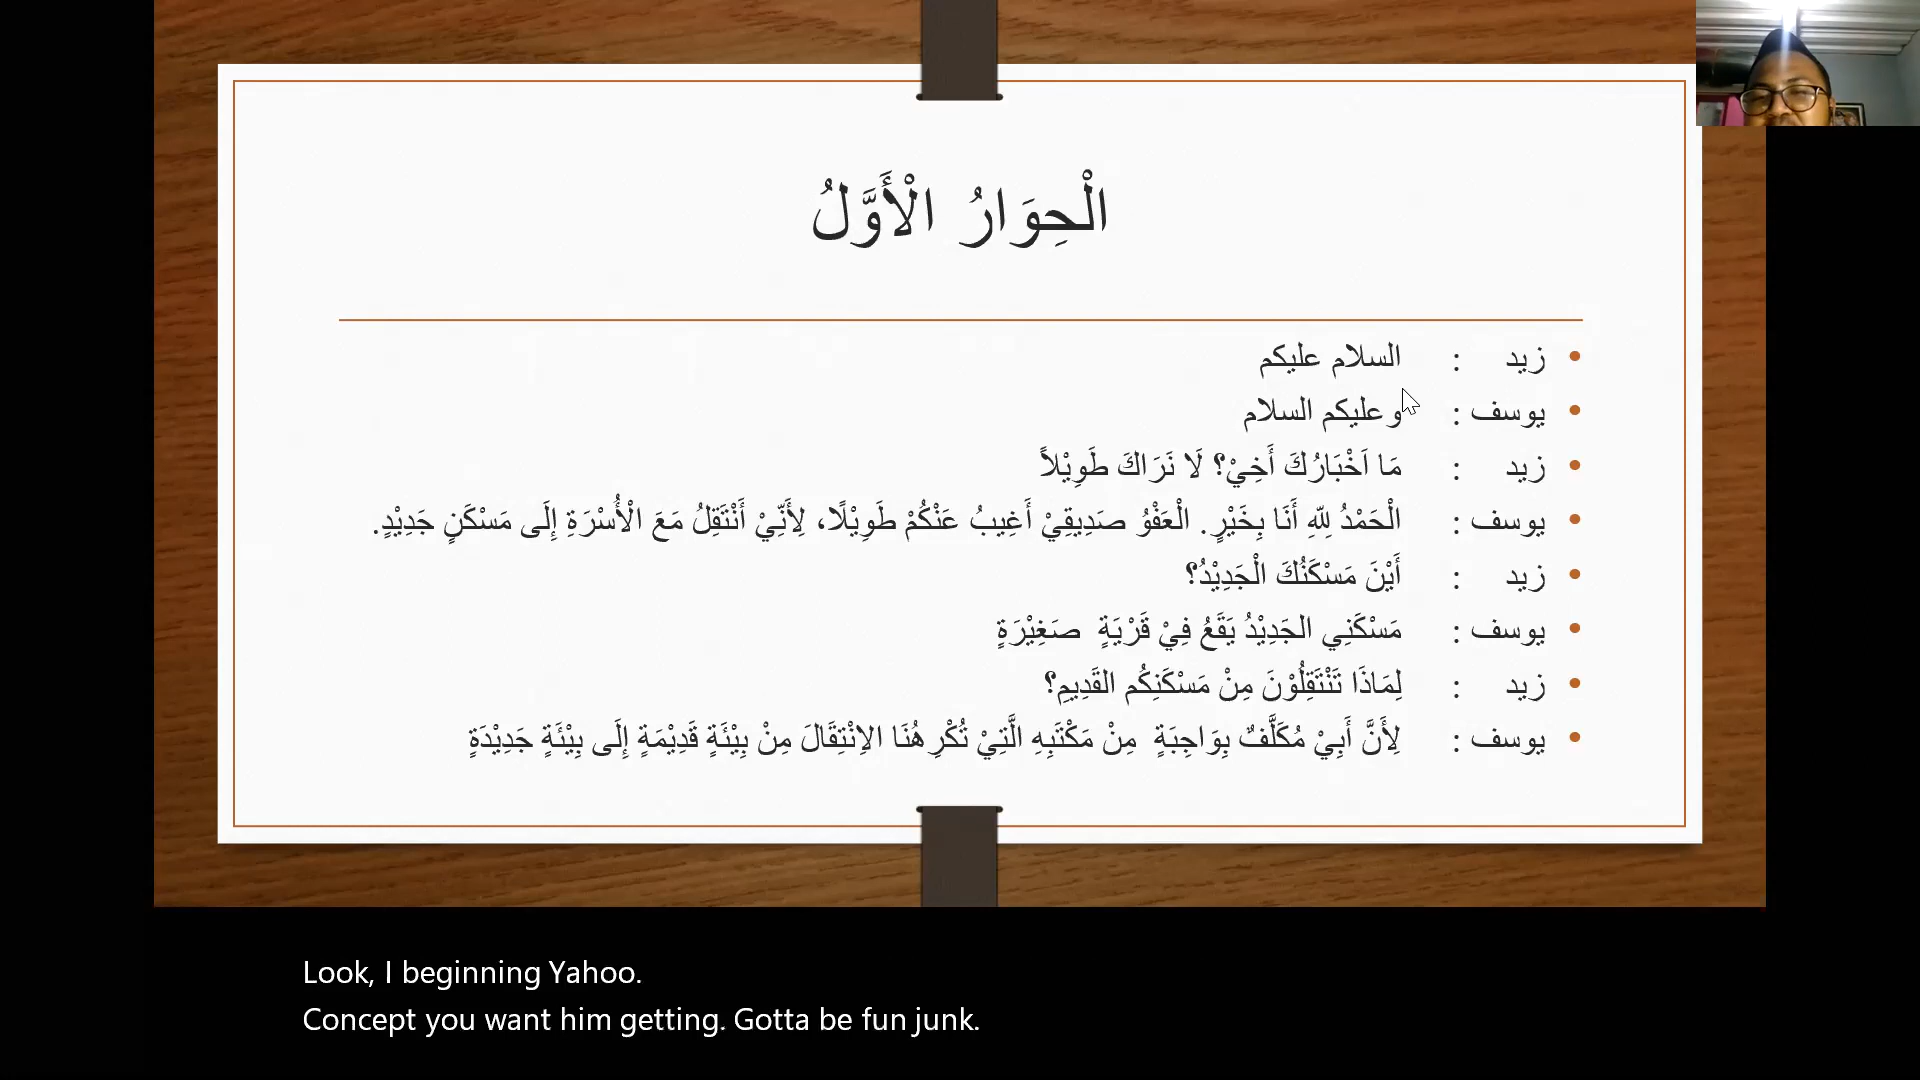 الْحِوَارُ الْأَوَّلُ
• زيد : السلام عليكم
• يوسف : وعليكم السلام
• زيد : مَا اَخْبَارُكَ أَخِيْ؟ لَا نَرَاكَ طَوِيْلاً
• يوسف : الْحَمْدُ لِلّٰهِ أَنَا بِخَيْرٍ. الْعَفْوُ صَدِيقِيْ أَغِيبُ عَنْكُمْ طَوِيْلًا، لِأَنِّيْ أَنْتَقِلُ مَعَ الْأُسْرَةِ إِلَى مَسْكَنٍ جَدِيْدٍ.
• زيد : أَيْنَ مَسْكَنُكَ الْجَدِيْدُ؟
• يوسف : مَسْكَنِي الجَدِيْدُ يَقَعُ فِيْ قَرْيَةٍ صَغِيْرَةٍ
• زيد : لِمَاذَا تَنْتَقِلُوْنَ مِنْ مَسْكَنِكُم القَدِيمِ؟
• يوسف : لِأَنَّ أَبِيْ مُكَلَّفٌ بِوَاجِبَةٍ مِنْ مَكْتَبِهِ الَّتِيْ تُكْرِهُنَا الاِنْتِقَالَ مِنْ بِيْئَةٍ قَدِيْمَةٍ إِلَى بِيْئَةٍ جَدِيْدَةٍ
Look, I beginning Yahoo.
Concept you want him getting. Gotta be fun junk.